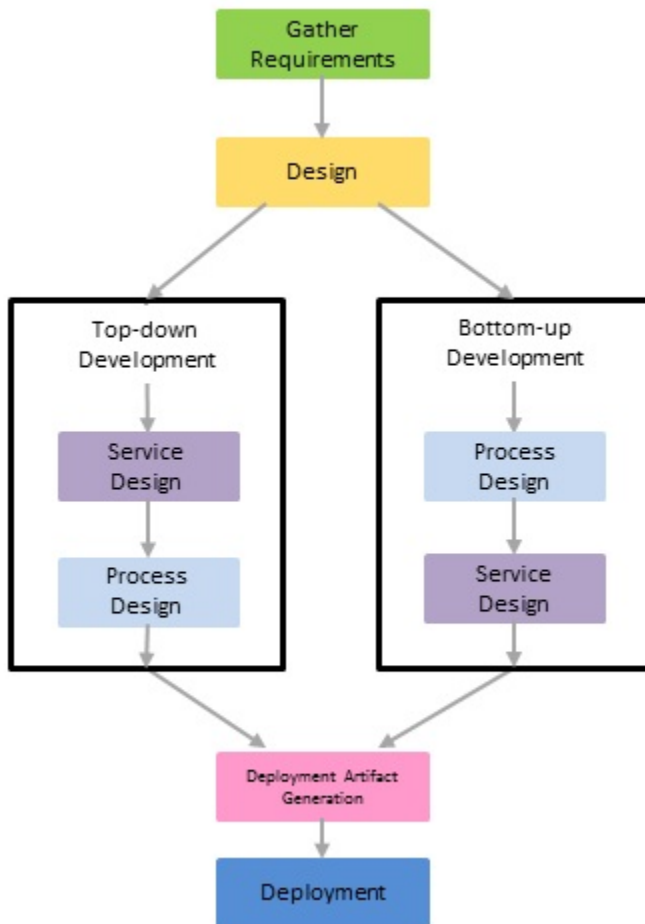 Gather
Requirements
Design
Top-down
Development
Service
Design
Process
Design
Bottom-up
Development
Process
Design
Service
Design
Deployment Artifact
Generation
Deployment